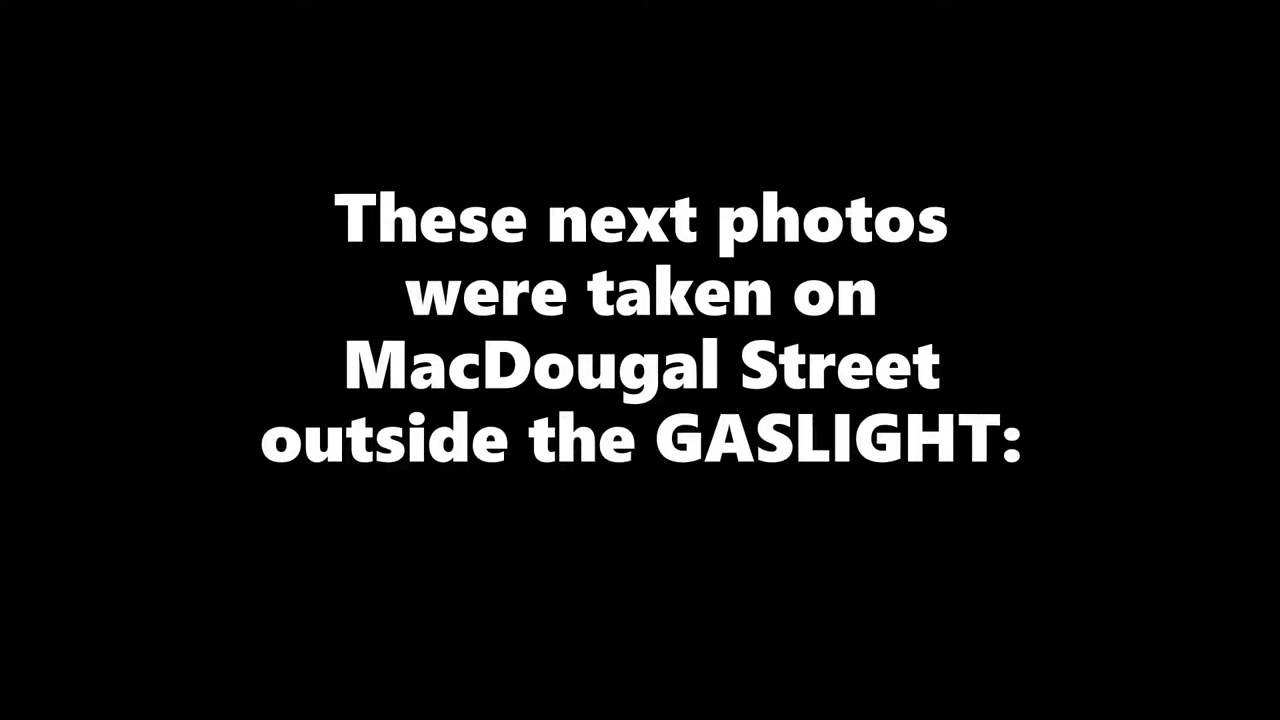 These next photos
were taken on
MacDougal Street
outside the GASLIGHT: